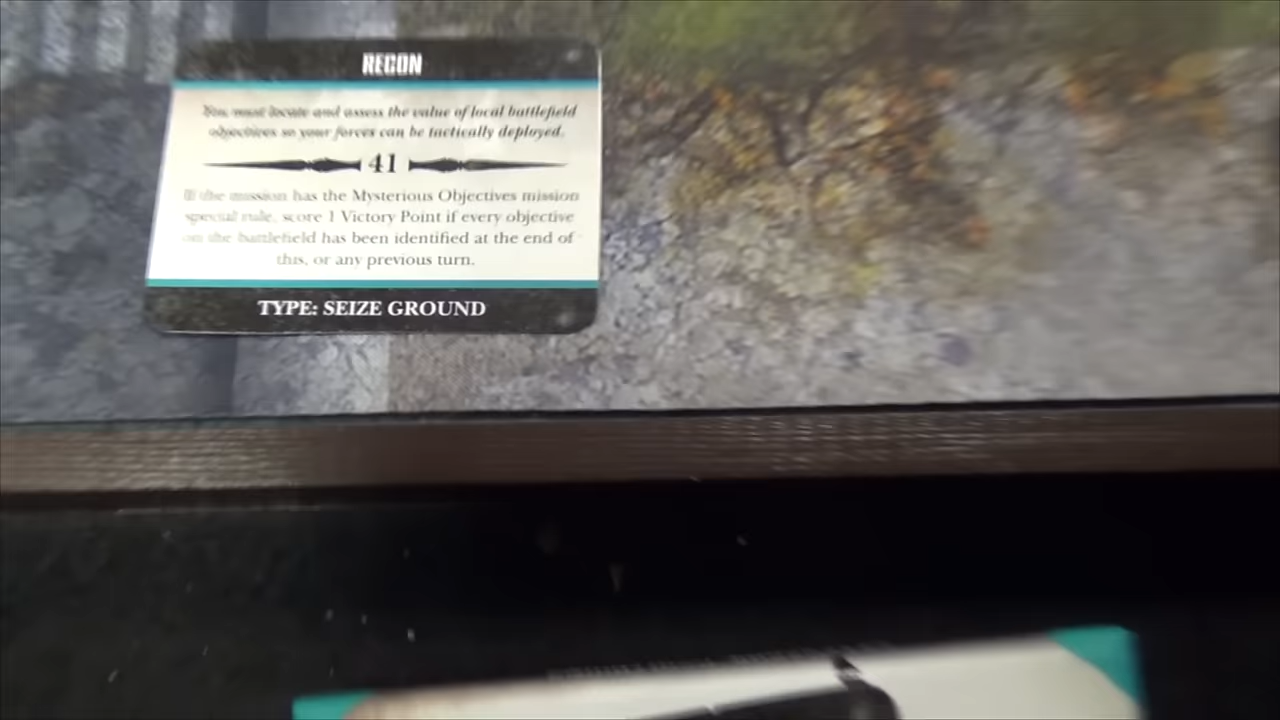 RECON
You must locate and assess the value of local battlefield
objectives so your forces can be tactically deployed.
41
If the mission has the Mysterious Objectives mission
special rule, score 1 Victory Point if every objective
on the battlefield has been identified at the end of
this, or any previous turn.
TYPE: SEIZE GROUND